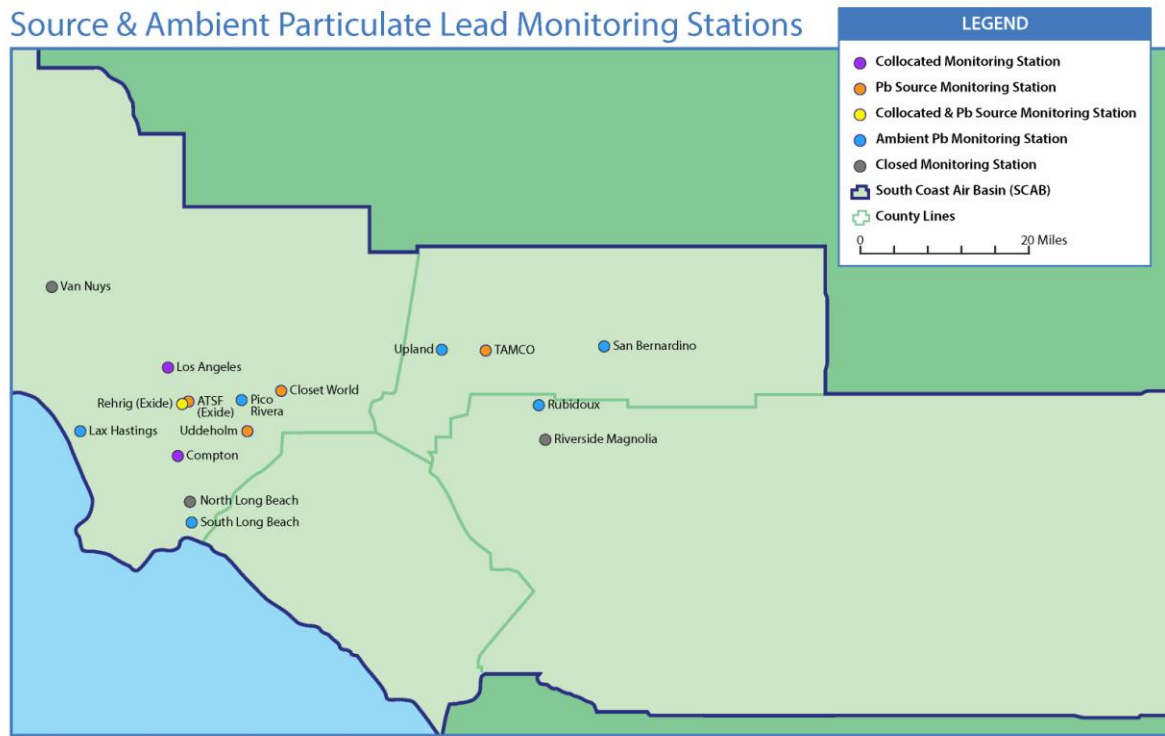 Source & Ambient Particulate Lead Monitoring Stations
LEGEND
Collocated Monitoring Station
Pb Source Monitoring Station
Collocated & Pb Source Monitoring Station
Ambient Pb Monitoring Station
Closed Monitoring Station
South Coast Air Basin (SCAB)
County Lines
0
20 Miles
Van Nuys
Upland
TAMCO
San Bernardino
Los Angeles
Closet World
Rehrig (Exide)
ATSF
(Exide)
Pico
Rivera
Rubidoux
Lax Hastings
Uddeholm
Riverside Magnolia
Compton
North Long Beach
South Long Beach